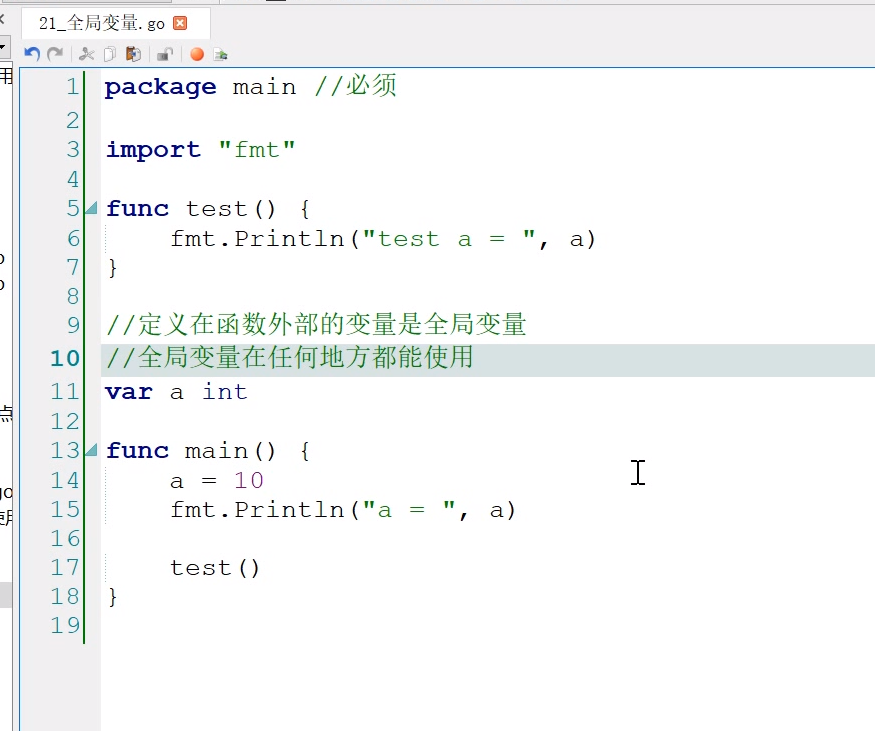 21_全局变量.go
用
1 package main //必须
2
3 import "fmt"
4
5 func test() {
6 fmt.Println("test a = ", a)
7 }
8
9 //定义在函数外部的变量是全局变量
10 //全局变量在任何地方都能使用
11 var a int
12
13 func main() {
14 a = 10
15 fmt.Println("a = ", a)
16
17 test()
18 }
19
点
go